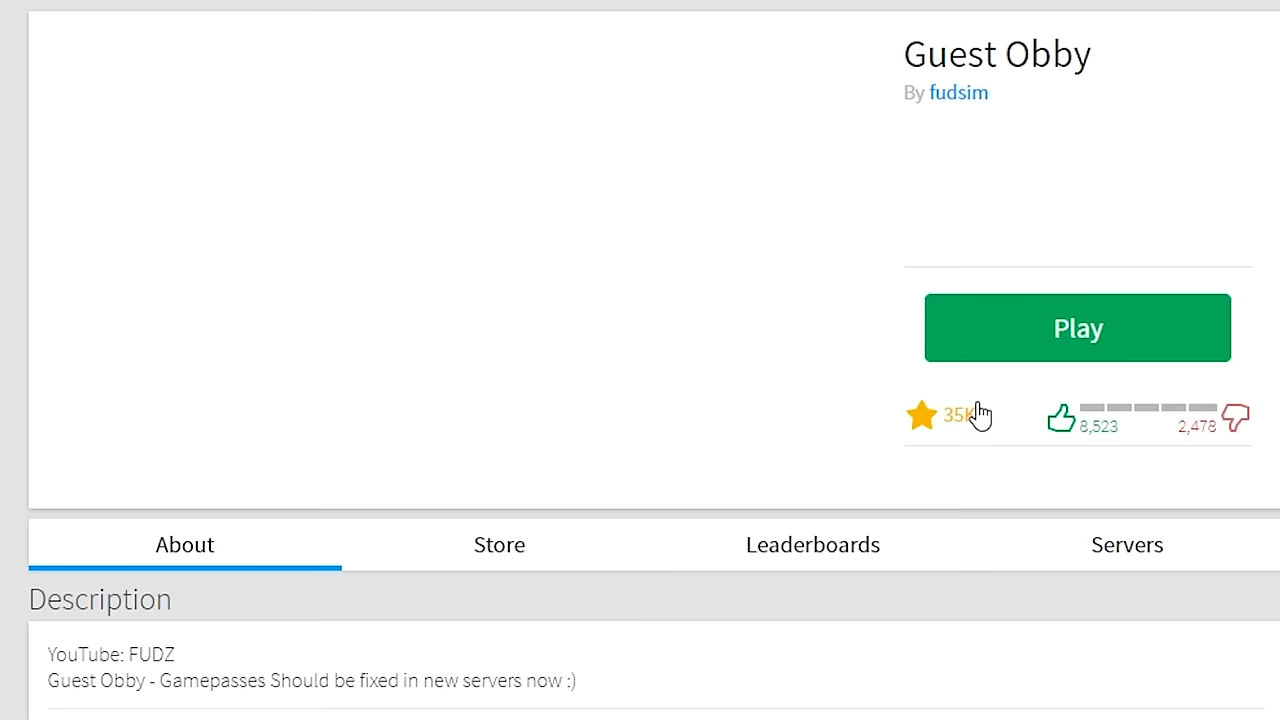 Guest Obby
By fudsim
Play
35K
8,523
2,478
About
Store
Leaderboards
Servers
Description
YouTube: FUDZ
Guest Obby - Gamepasses Should be fixed in new servers now :)